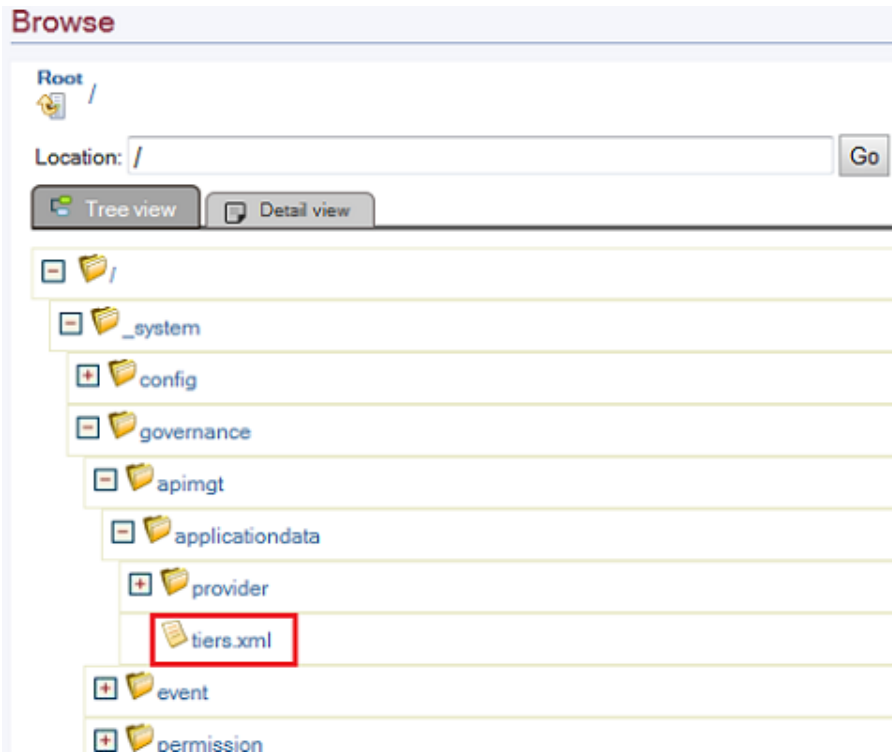 Browse
Root /
Location: / Go
Tree view Detail view
/
_system
config
governance
apimgt
applicationdata
provider
tiers.xml
event
permission